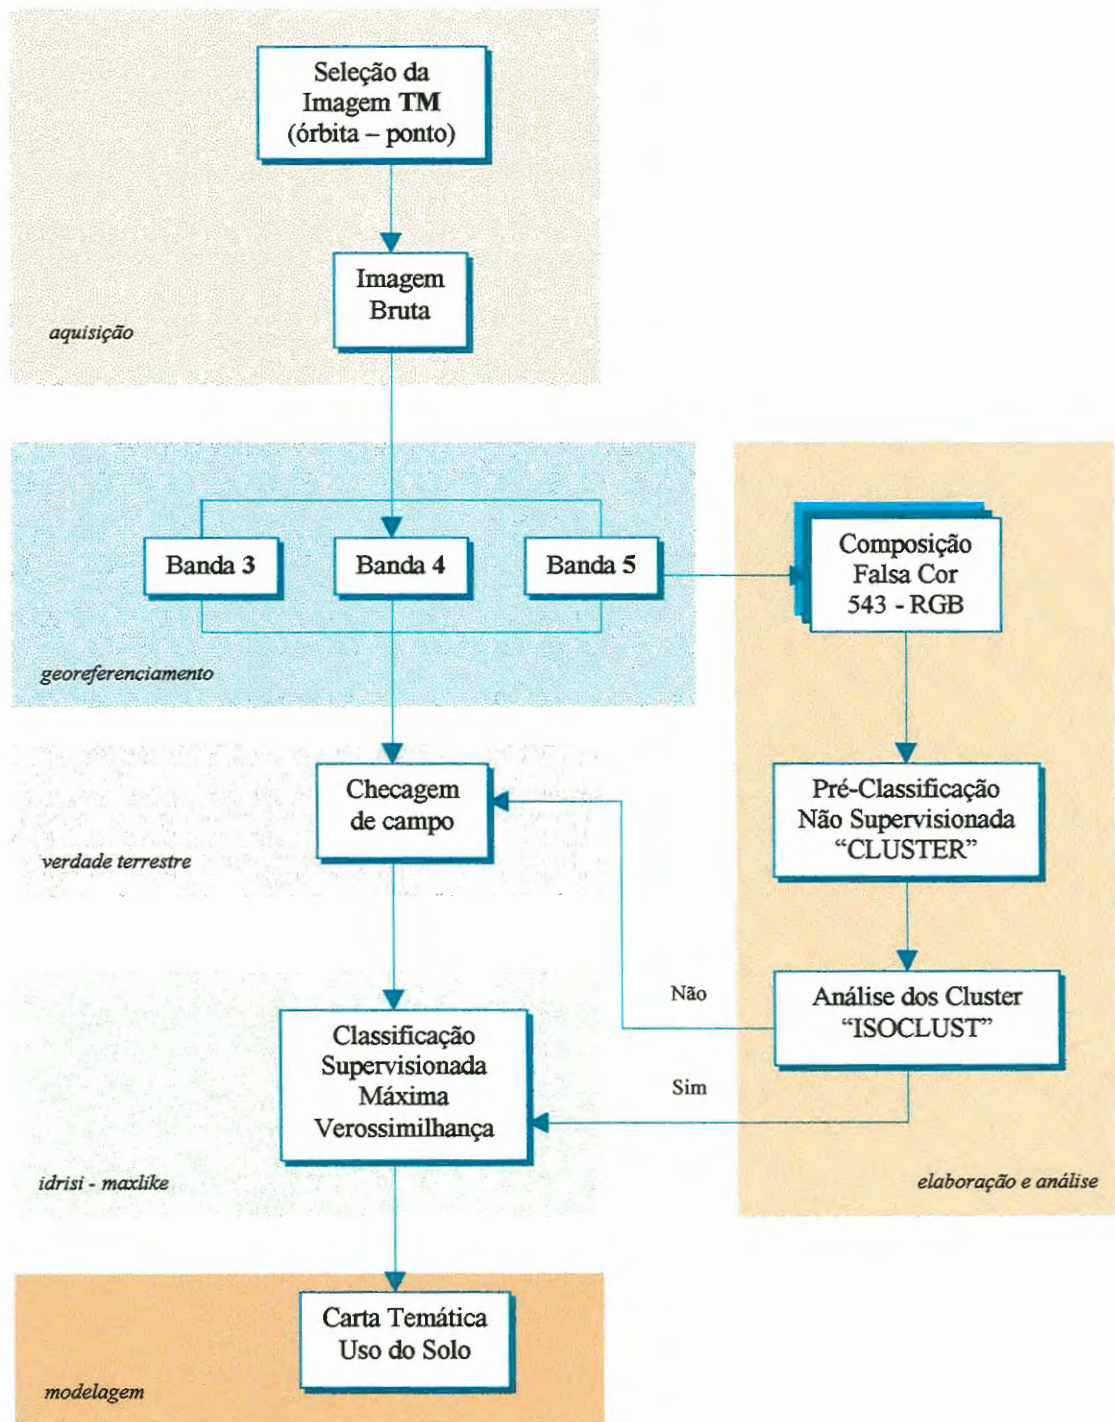 Seleção da
Imagem TM
(órbita – ponto)
Imagem
Bruta
aquisição
Banda 3
Banda 4
Banda 5
georeferenciamento
Composição
Falsa Cor
543 - RGB
Checagem
de campo
verdade terrestre
Pré-Classificação
Não Supervisionada
“CLUSTER”
Não
Análise dos Cluster
“ISOCLUST”
Sim
Classificação
Supervisionada
Máxima
Verossimilhança
idrisi - maxlike
elaboração e análise
Carta Temática
Uso do Solo
modelagem